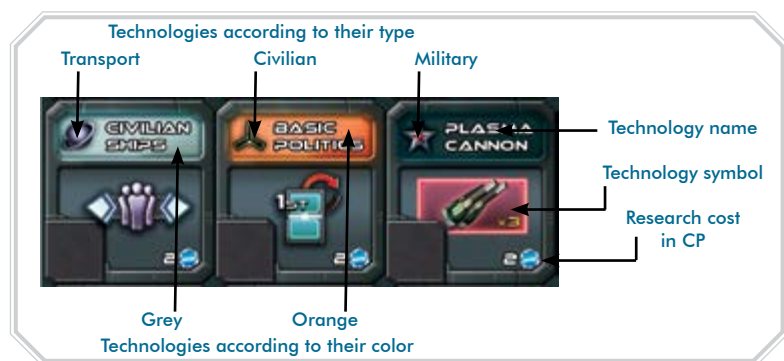 Technologies according to their type
Transport Civilian Military
CIVILIAN SHIPS
BASIC POLITICS
PLASMA CANNON
Technology name
Technology symbol
1ST
x3
Research cost
in CP
2
2
2
Grey Orange
Technologies according to their color